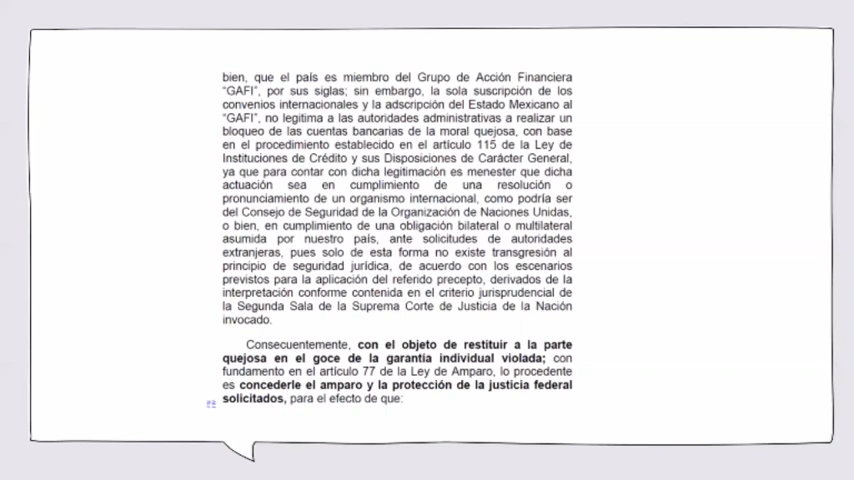 bien, que el país es miembro del Grupo de Acción Financiera
“GAFI”, por sus siglas; sin embargo, la sola suscripción de los
convenios internacionales y la adscripción del Estado Mexicano al
“GAFI”, no legitima a las autoridades administrativas a realizar un
bloqueo de las cuentas bancarias de la moral quejosa, con base
en el procedimiento establecido en el artículo 115 de la Ley de
Instituciones de Crédito y sus Disposiciones de Carácter General,
ya que para contar con dicha legitimación es menester que dicha
actuación sea en cumplimiento de una resolución o
pronunciamiento de un organismo internacional, como podría ser
del Consejo de Seguridad de la Organización de Naciones Unidas,
o bien, en cumplimiento de una obligación bilateral o multilateral
asumida por nuestro país, ante solicitudes de autoridades
extranjeras, pues solo de esta forma no existe transgresión al
principio de seguridad jurídica, de acuerdo con los escenarios
previstos para la aplicación del referido precepto, derivados de la
interpretación conforme contenida en el criterio jurisprudencial de
la Segunda Sala de la Suprema Corte de Justicia de la Nación
invocado.
Consecuentemente, con el objeto de restituir a la parte
quejosa en el goce de la garantía individual violada; con
fundamento en el artículo 77 de la Ley de Amparo, lo procedente
es concederle el amparo y la protección de la justicia federal
solicitados, para el efecto de que: